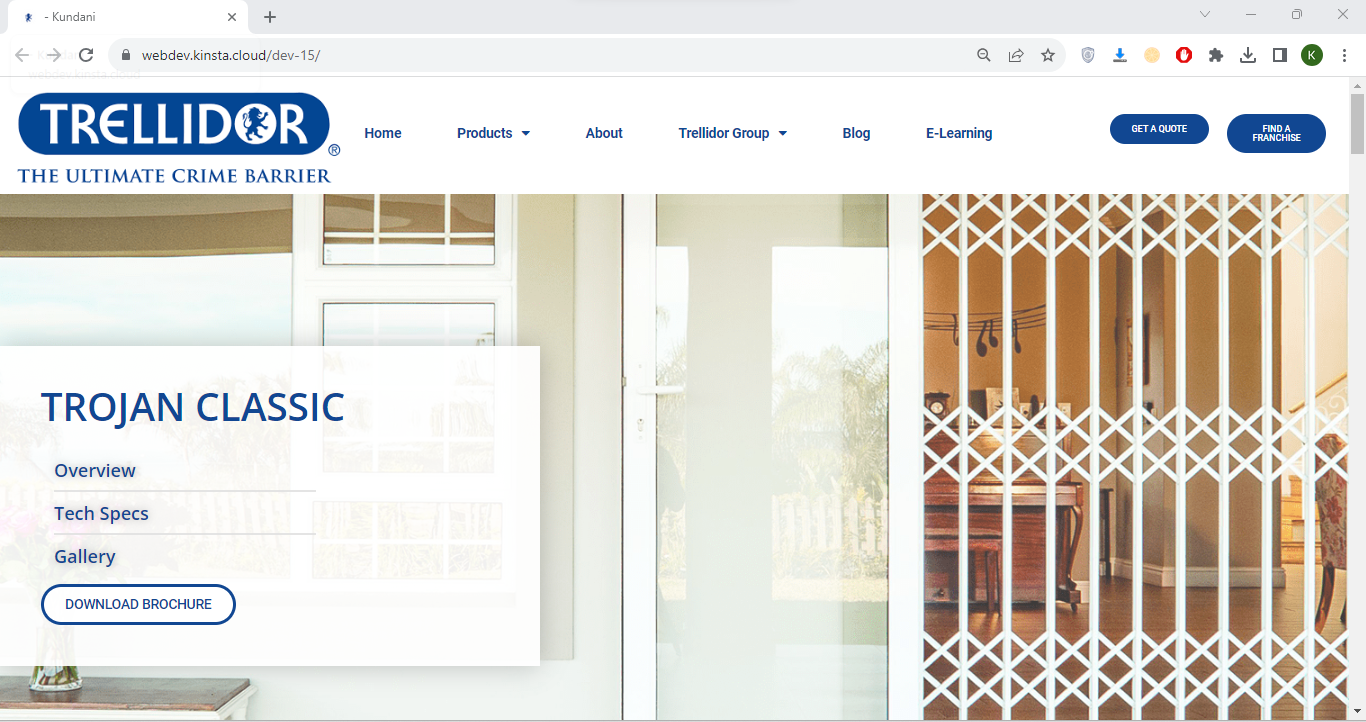 - Kundani
webdev.kinsta.cloud/dev-15/
K
TRELLIDOR
®
THE ULTIMATE CRIME BARRIER
Home
Products
About
Trellidor Group
Blog
E-Learning
GET A QUOTE
FIND A
FRANCHISE
TROJAN CLASSIC
Overview
Tech Specs
Gallery
DOWNLOAD BROCHURE